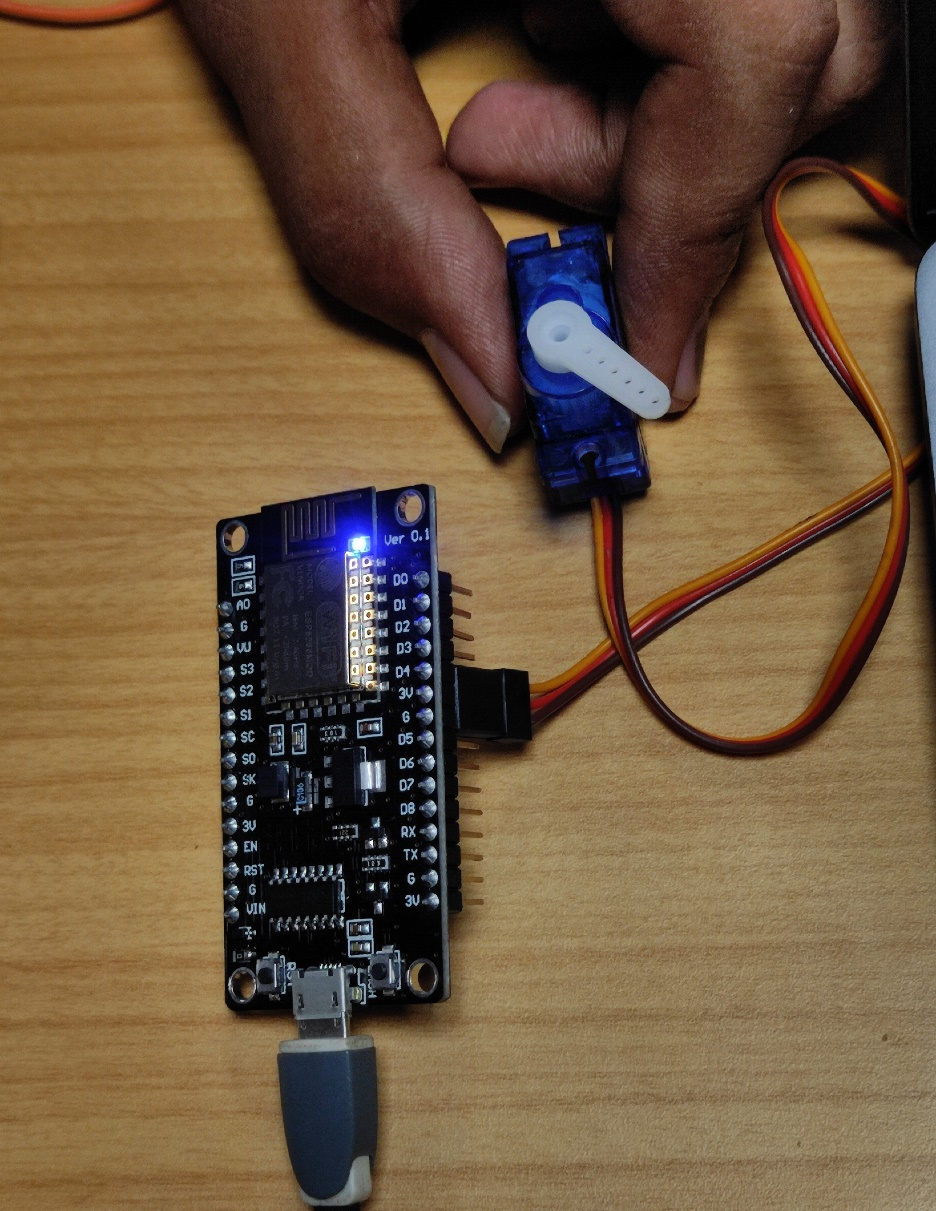 Ver 0.1
A0
G
VU
S3
S2
S1
SC
S0
SK
G
3V
EN
RST
G
VIN
D0
D1
D2
D3
D4
3V
G
D5
D6
D7
D8
RX
TX
G
3V
WiFi